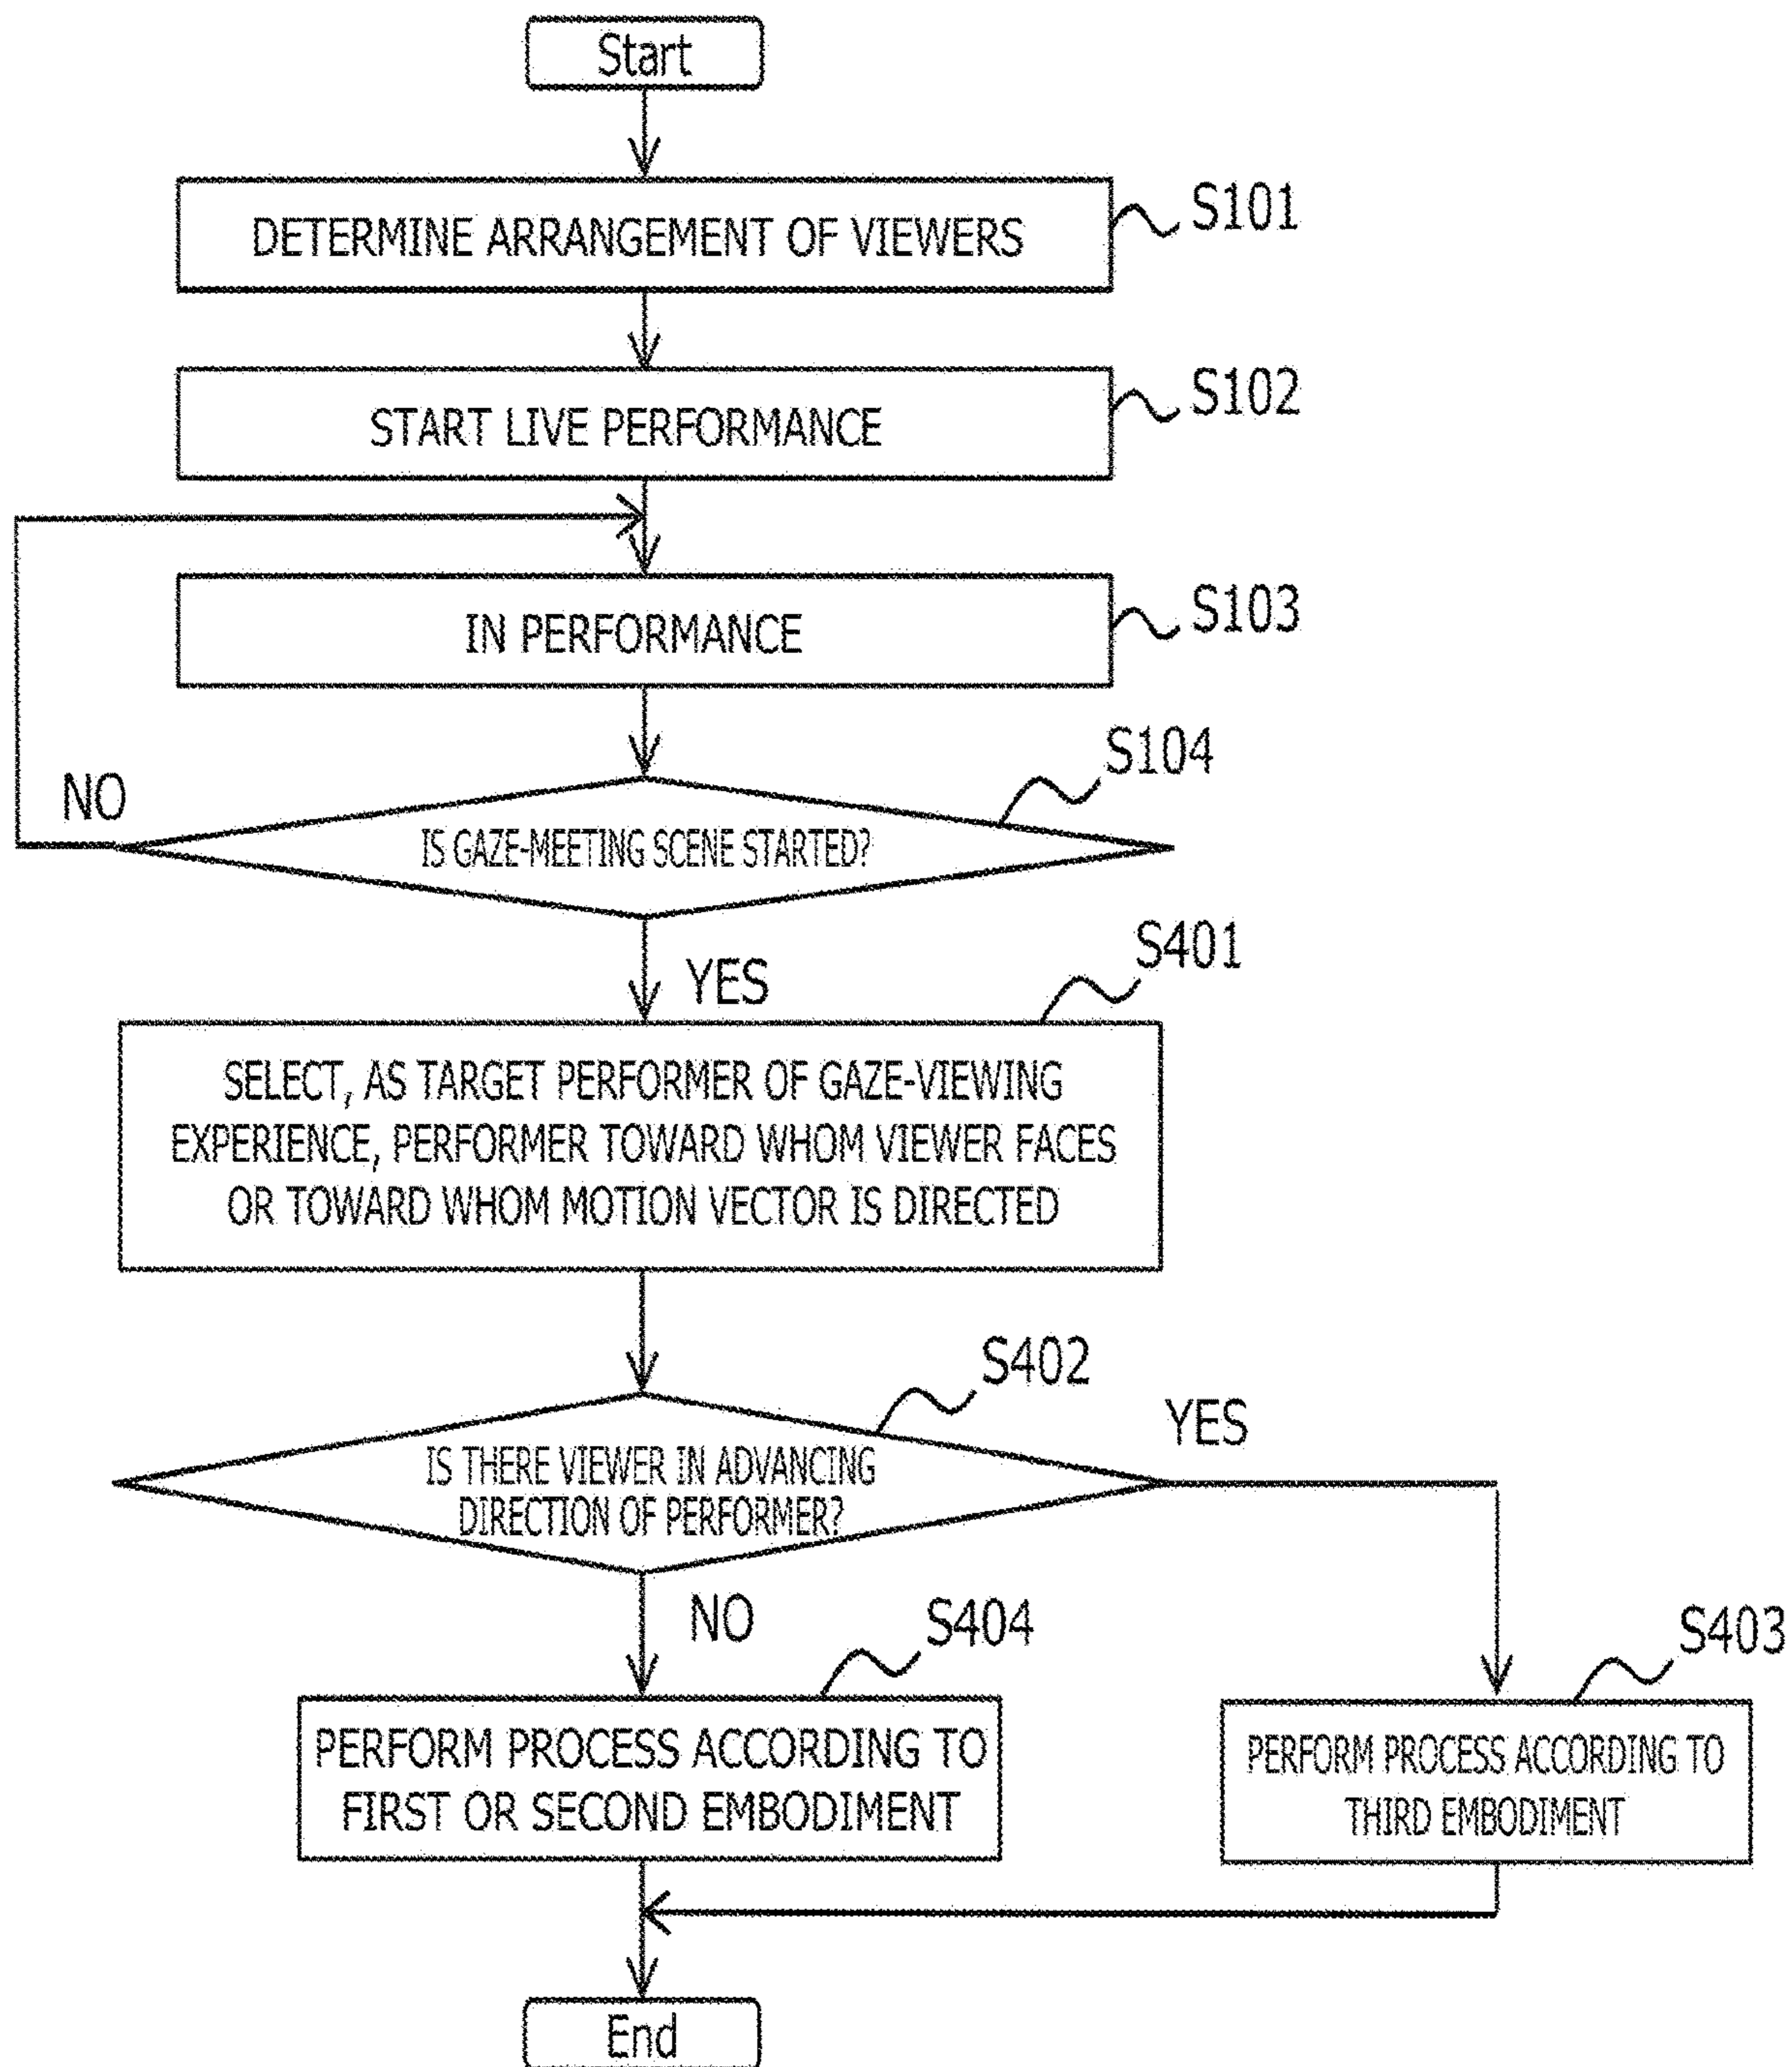 Start
DETERMINE ARRANGEMENT OF VIEWERS
S101
START LIVE PERFORMANCE
S102
IN PERFORMANCE
S103
S104
NO
IS GAZE-MEETING SCENE STARTED?
YES
S401
SELECT, AS TARGET PERFORMER OF GAZE-VIEWING
EXPERIENCE, PERFORMER TOWARD WHOM VIEWER FACES
OR TOWARD WHOM MOTION VECTOR IS DIRECTED
S402
YES
IS THERE VIEWER IN ADVANCING
DIRECTION OF PERFORMER?
NO
S404
S403
PERFORM PROCESS ACCORDING TO
FIRST OR SECOND EMBODIMENT
PERFORM PROCESS ACCORDING TO
THIRD EMBODIMENT
End